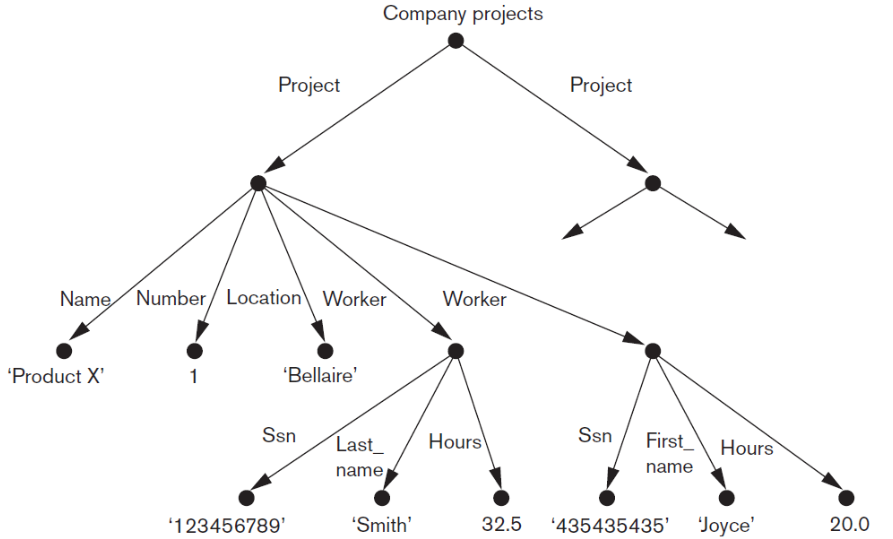 Company projects
Project
Project
Name
Number
Location
Worker
Worker
‘Product X’
1
‘Bellaire’
Ssn
Last_
name
Hours
Ssn
First_
name
Hours
‘123456789’
‘Smith’
32.5
‘435435435’
‘Joyce’
20.0